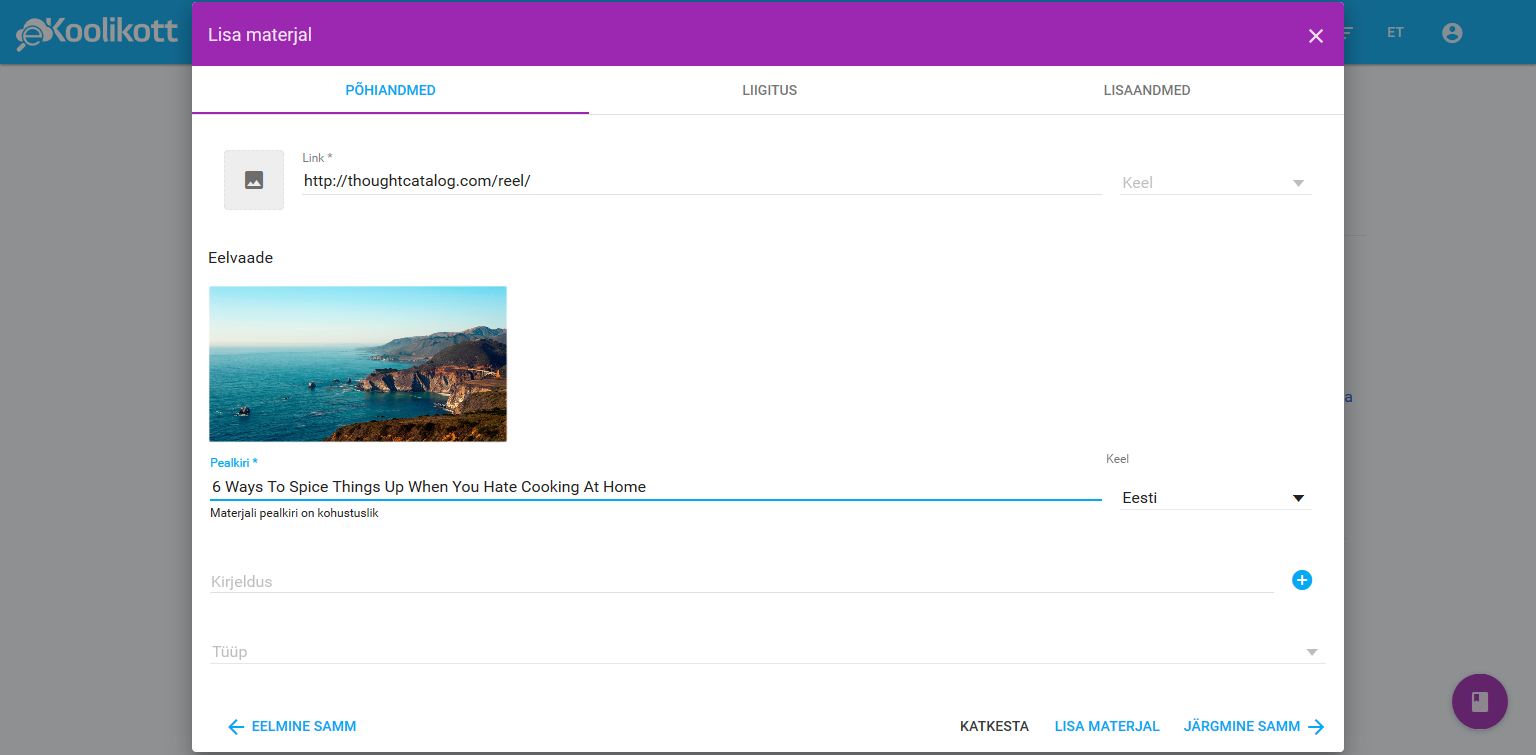 Koolikott
Lisa materjal
ET
PÕHIANDMED
LIIGITUS
LISAANDMED
Link *
http://thoughtcatalog.com/reel/
Keel
Eelvaade
a
Pealkiri *
Keel
6 Ways To Spice Things Up When You Hate Cooking At Home
Eesti
Materjali pealkiri on kohustuslik
Kirjeldus
Tüüp
EELMINE SAMM
KATKESTA
LISA MATERJAL
JÄRGMINE SAMM